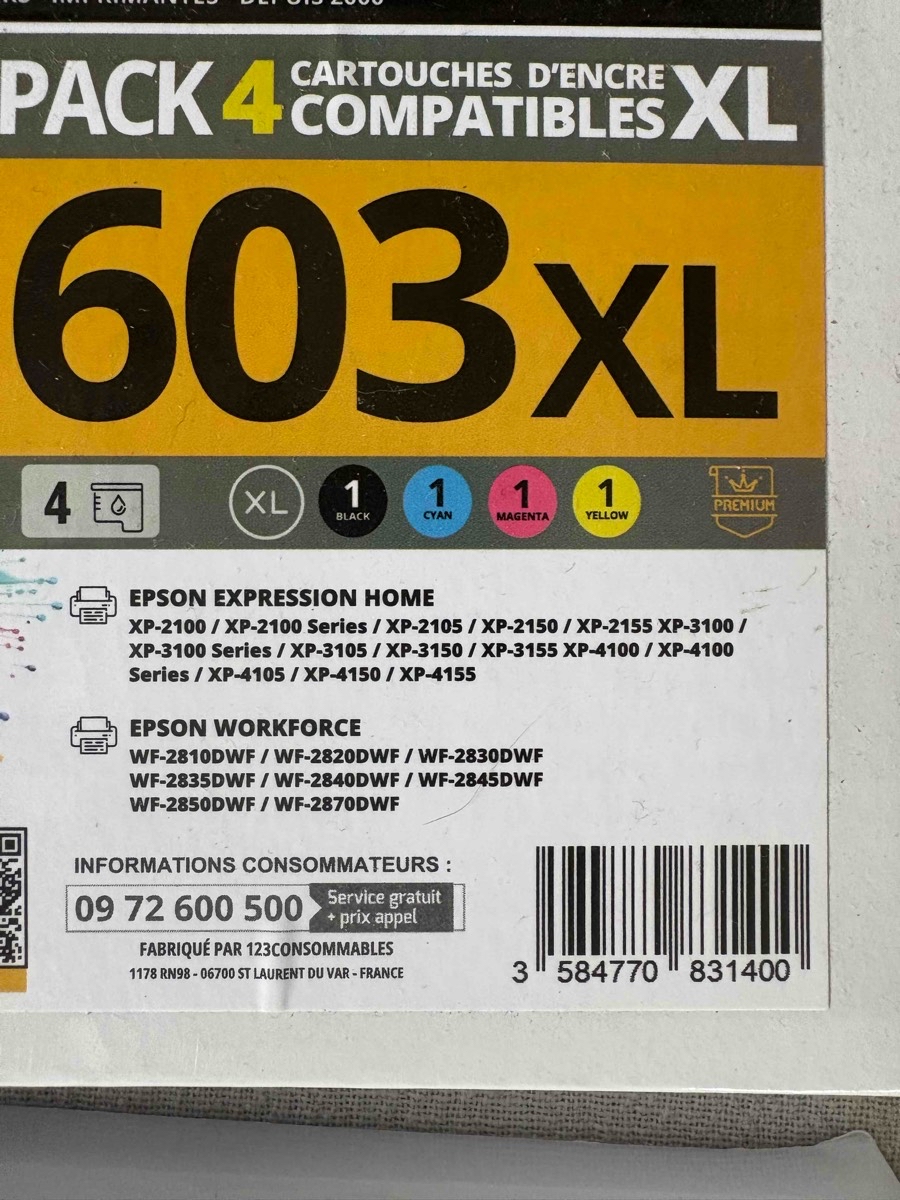 IMPRIMANTES - DEPUIS 2000
PACK 4 CARTOUCHES D'ENCRE COMPATIBLES XL
603XL
4
XL
1 BLACK
1 CYAN
1 MAGENTA
1 YELLOW
PREMIUM
EPSON EXPRESSION HOME
XP-2100 / XP-2100 Series / XP-2105 / XP-2150 / XP-2155 XP-3100 /
XP-3100 Series / XP-3105 / XP-3150 / XP-3155 XP-4100 / XP-4100
Series / XP-4105 / XP-4150 / XP-4155
EPSON WORKFORCE
WF-2810DWF / WF-2820DWF / WF-2830DWF
WF-2835DWF / WF-2840DWF / WF-2845DWF
WF-2850DWF / WF-2870DWF
INFORMATIONS CONSOMMATEURS :
09 72 600 500 Service gratuit
+ prix appel
FABRIQUÉ PAR 123CONSOMMABLES
1178 RN98 - 06700 ST LAURENT DU VAR - FRANCE
3 584770 831400